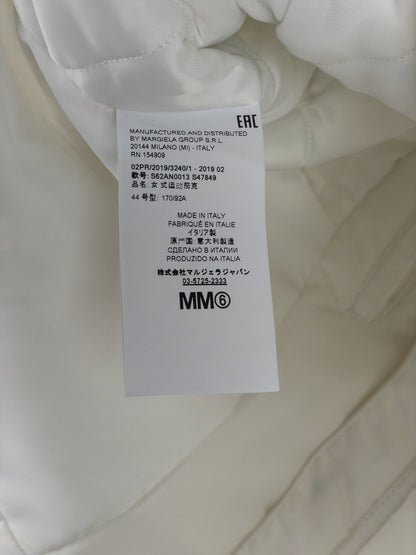 EAC
MANUFACTURED AND DISTRIBUTED
BY MARGIELA GROUP S.R.L.
20144 MILANO (MI) - ITALY
RN 154909
02PR/2019/3240/1 - 2019 02
款号: S62AN0013 S47849
品名: 女 式运动茄克
44 号型: 170/92A
MADE IN ITALY
FABRIQUÉ EN ITALIE
イタリア製
原产国: 意大利製造
СДЕЛАНО В ИТАЛИИ
PRODUZIDO NA ITALIA
株式会社マルジェラジャパン
03-5725-2333
MM⑥